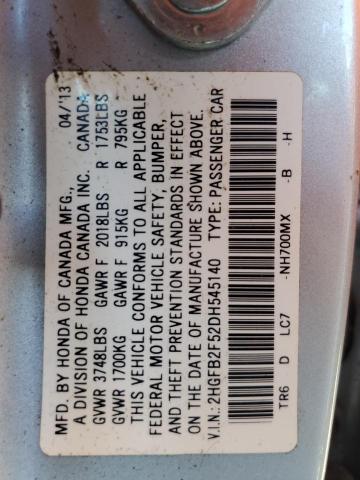 MFD. BY HONDA OF CANADA MFG., 04/'13
A DIVISION OF HONDA CANADA INC. CANADA
GVWR 3748LBS GAWR F 2018LBS R 1753LBS
GVWR 1700KG GAWR F 915KG R 795KG
THIS VEHICLE CONFORMS TO ALL APPLICABLE
FEDERAL MOTOR VEHICLE SAFETY, BUMPER,
AND THEFT PREVENTION STANDARDS IN EFFECT
ON THE DATE OF MANUFACTURE SHOWN ABOVE.
V.I.N.: 2HGFB2F52DH545140 TYPE: PASSENGER CAR
TR6 D LC7 -NH700MX -B -H